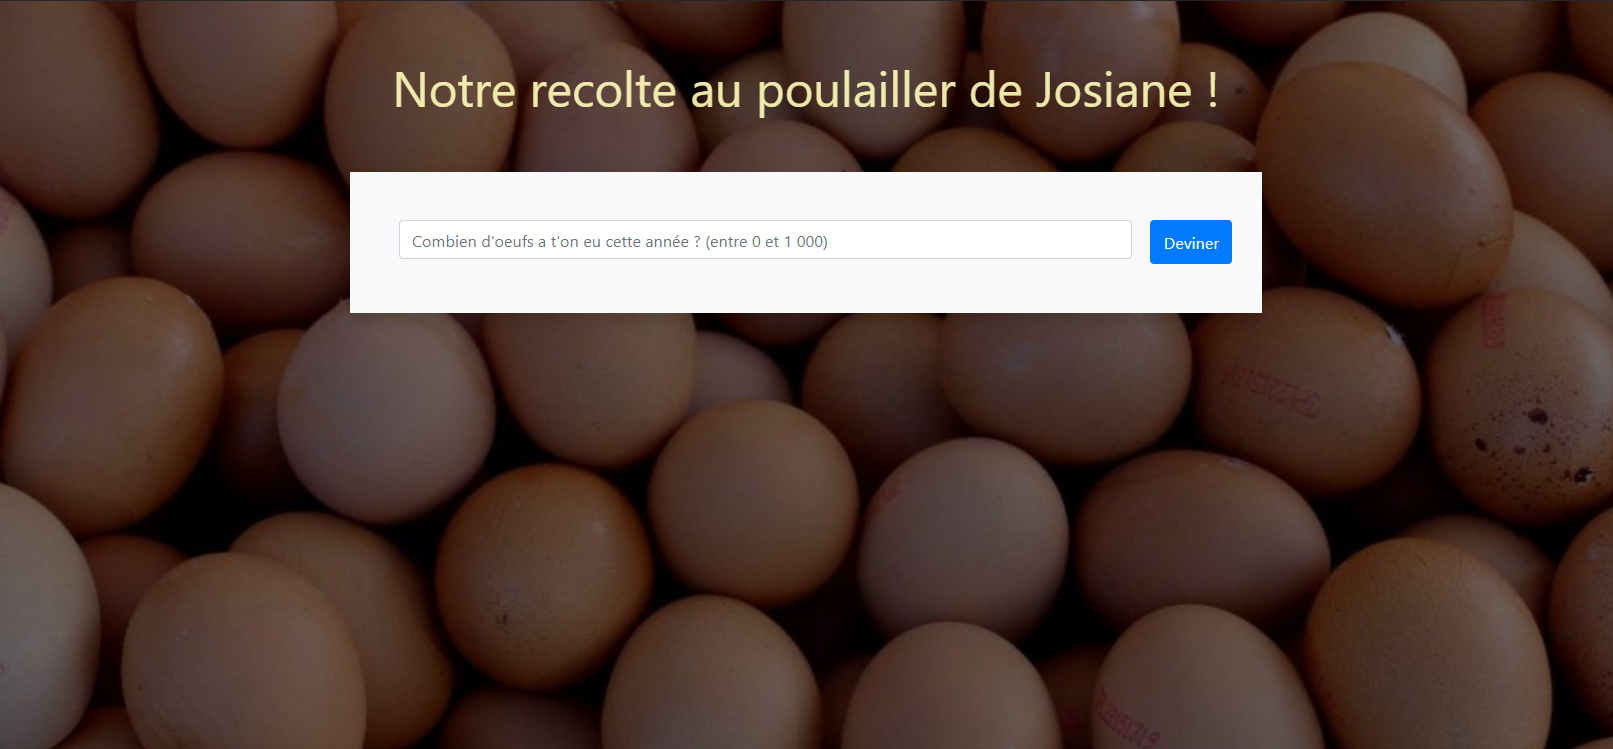 Notre recolte au poulailler de Josiane !
Combien d'oeufs a t'on eu cette année ? (entre 0 et 1 000)
Deviner